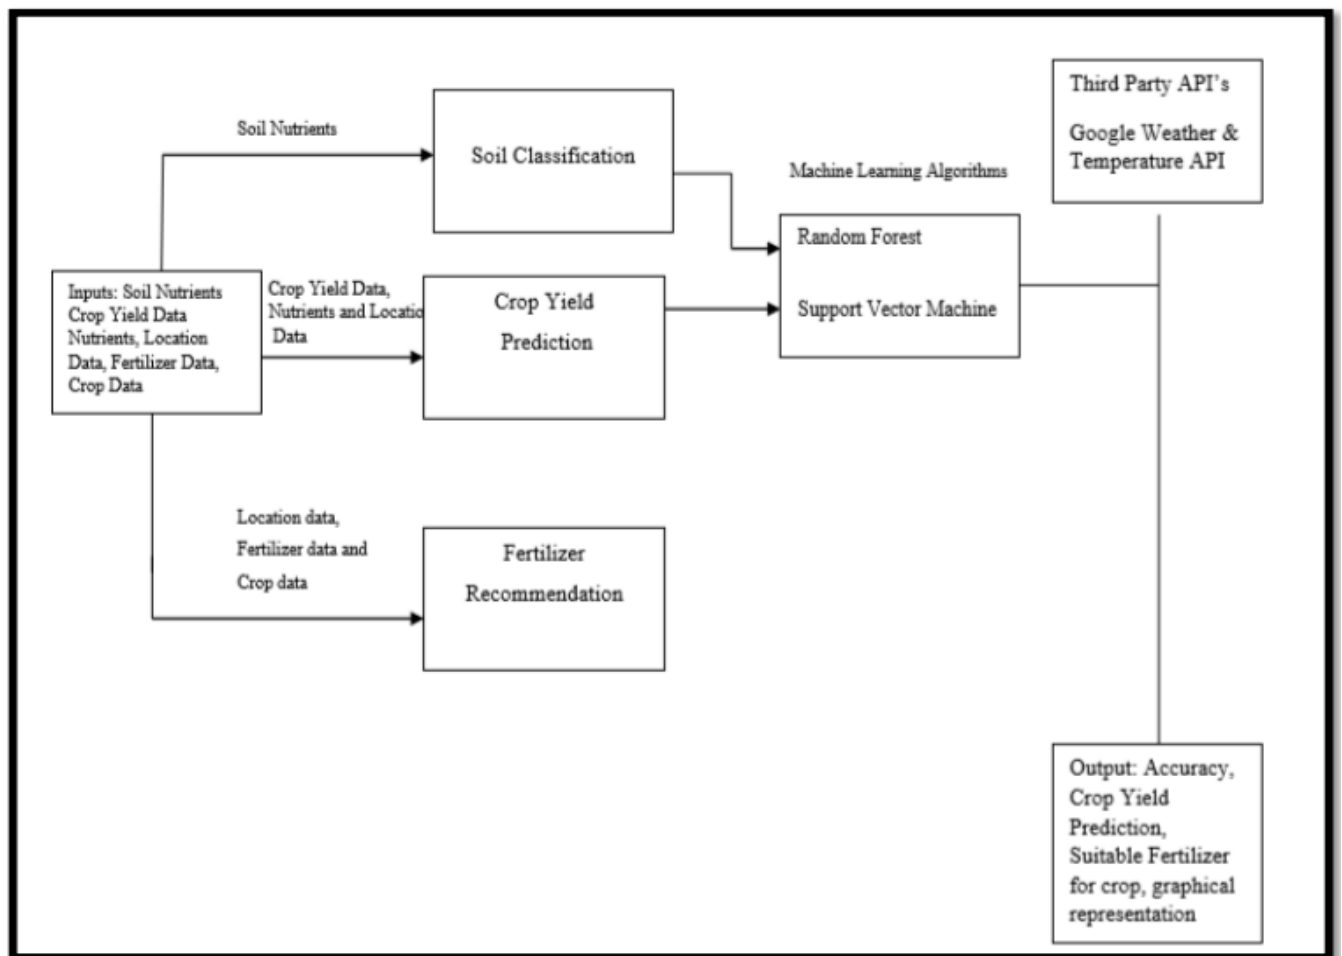 Third Party API's
Google Weather &
Temperature API
Soil Nutrients
Soil Classification
Machine Learning Algorithms
Random Forest
Support Vector Machine
Inputs: Soil Nutrients
Crop Yield Data
Nutrients, Location
Data, Fertilizer Data,
Crop Data
Crop Yield Data,
Nutrients and Locatio
Data
Crop Yield
Prediction
Location data,
Fertilizer data and
Crop data
Fertilizer
Recommendation
Output: Accuracy,
Crop Yield
Prediction,
Suitable Fertilizer
for crop, graphical
representation